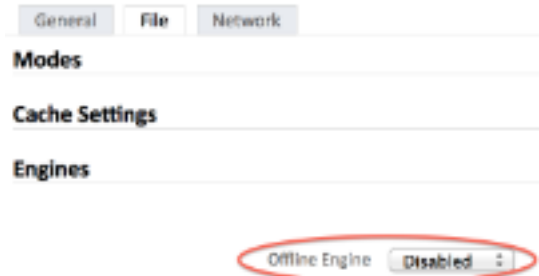 General File Network
Modes
Cache Settings
Engines
Offline Engine Disabled